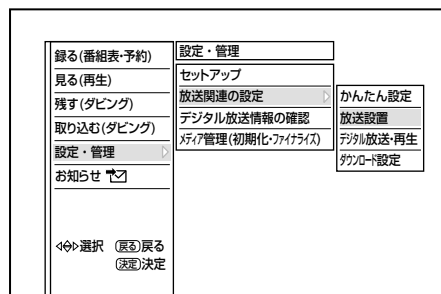 録る(番組表･予約)
見る(再生)
残す(ダビング)
取り込む(ダビング)
設定・管理
お知らせ
選択 戻る戻る
決定決定
設定・管理
セットアップ
放送関連の設定
デジタル放送情報の確認
ﾒﾃﾞｨｱ管理(初期化･ﾌｧｲﾅﾗｲｽﾞ)
かんたん設定
放送設置
ﾃﾞｼﾞﾀﾙ放送･再生
ﾀﾞｳﾝﾛｰﾄﾞ設定